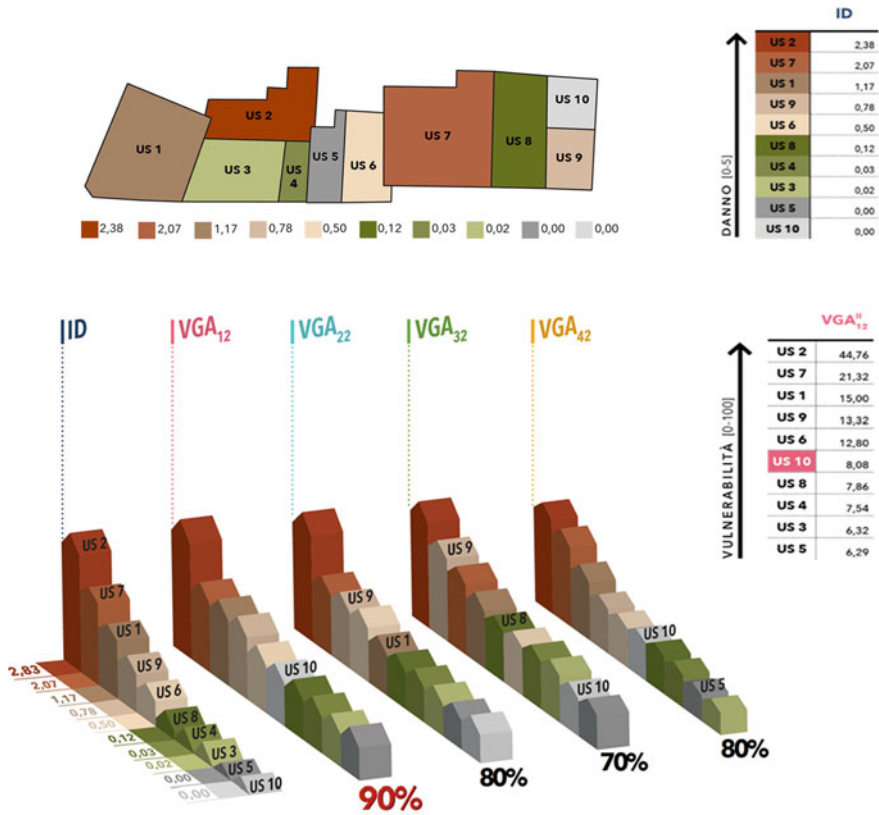 ID
US 2 2,38
US 7 2,07
US 1 1,17
US 9 0,78
US 6 0,50
US 8 0,12
US 4 0,03
US 3 0,02
US 5 0,00
US 10 0,00
DANNO [0-5]
US 1
US 2
US 3
US 4
US 5
US 6
US 7
US 8
US 10
US 9
2,38 2,07 1,17 0,78 0,50 0,12 0,03 0,02 0,00 0,00
ID VGA12 VGA22 VGA32 VGA42
VGA12II
US 2 44,76
US 7 21,32
US 1 15,00
US 9 13,32
US 6 12,80
US 10 8,08
US 8 7,86
US 4 7,54
US 3 6,32
US 5 6,29
VULNERABILITÀ [0-100]
US 2
US 7
US 1
US 9
US 6
US 8
US 4
US 3
US 5
US 10
2,83
2,07
1,17
0,78
0,50
0,12
0,03
0,02
0,00
0,00
US 10
90%
US 9
US 1
80%
US 9
US 8
US 10
70%
US 10
US 5
80%